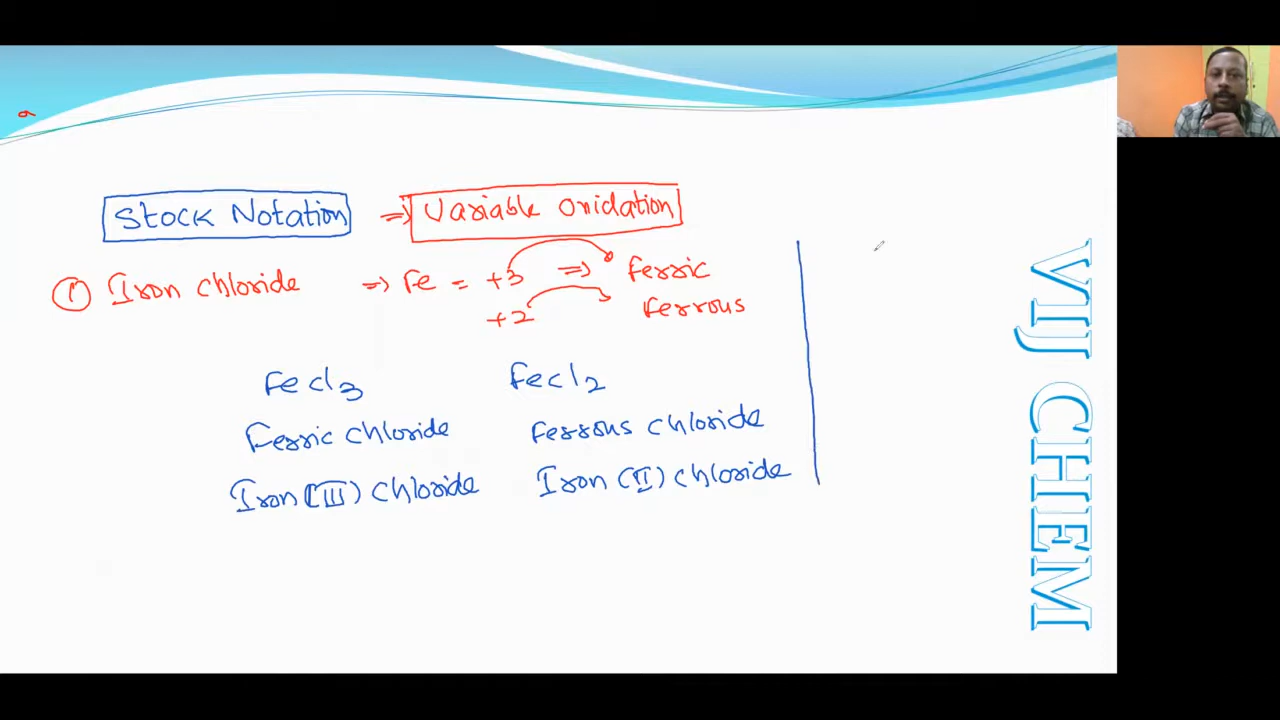 Stock Notation ⇒ Variable Oxidation
① Iron chloride ⇒ Fe = +3 ⇒ Ferric
+2 Ferrous
FeCl3 FeCl2
Ferric chloride Ferrous chloride
Iron (III) chloride Iron (II) chloride
VIJ CHEM